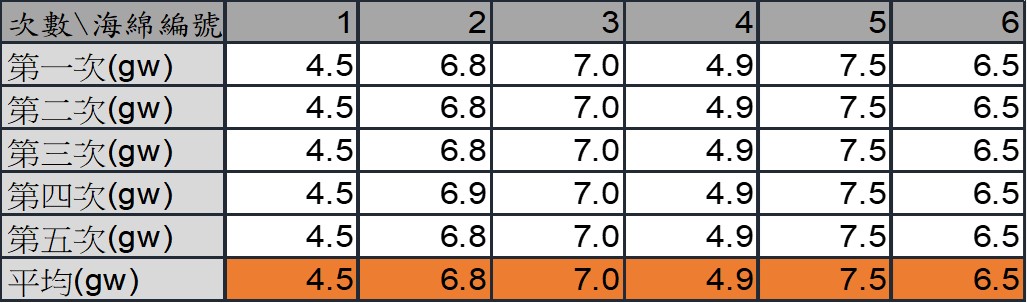 次數\海綿編號 1 2 3 4 5 6
第一次(gw) 4.5 6.8 7.0 4.9 7.5 6.5
第二次(gw) 4.5 6.8 7.0 4.9 7.5 6.5
第三次(gw) 4.5 6.8 7.0 4.9 7.5 6.5
第四次(gw) 4.5 6.9 7.0 4.9 7.5 6.5
第五次(gw) 4.5 6.8 7.0 4.9 7.5 6.5
平均(gw) 4.5 6.8 7.0 4.9 7.5 6.5